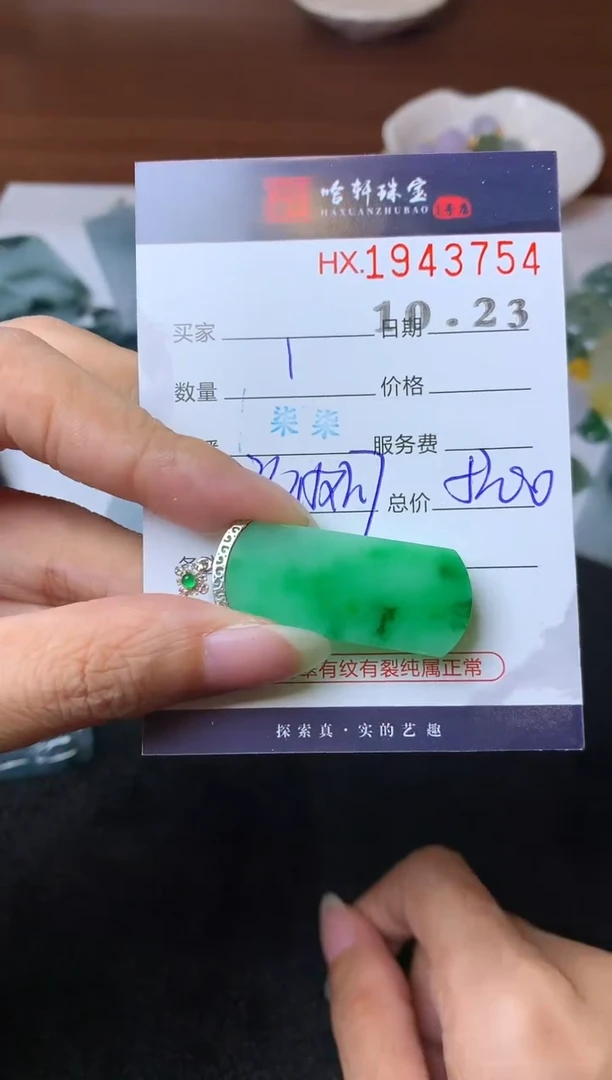 哈轩珠宝
HAXUANZHUBAO
HX.1943754
买家 日期 10.23
数量 1 价格
柒柒 服务费
总价
有纹有裂纯属正常
探索真·实的艺趣